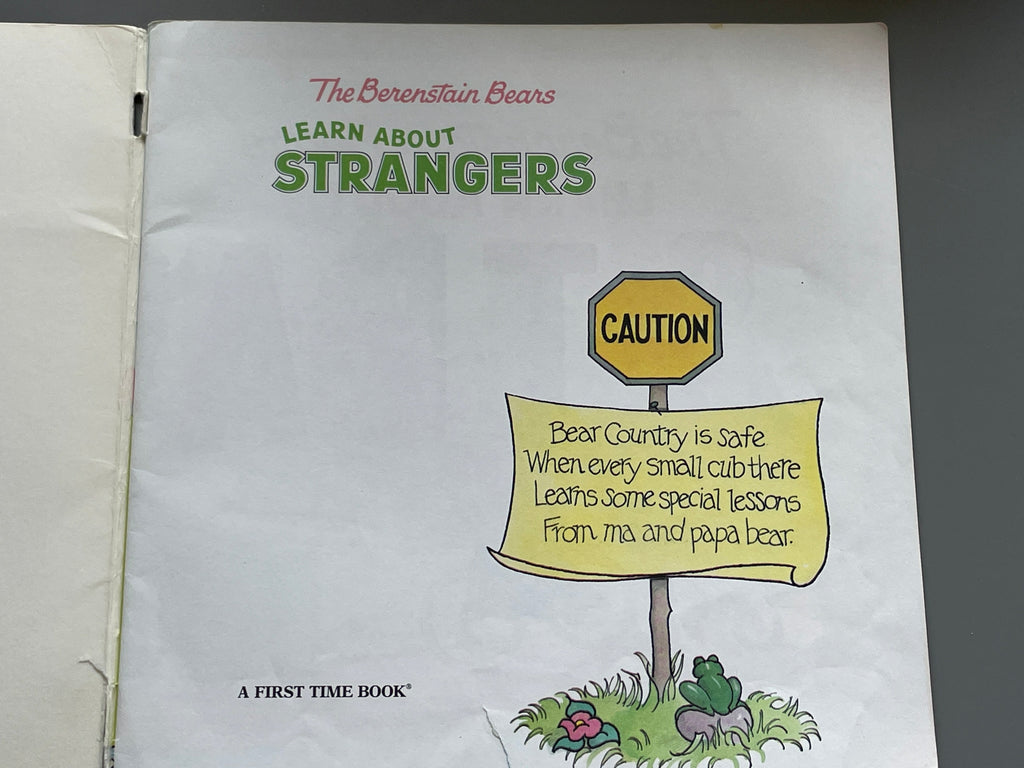 The Berenstain Bears
LEARN ABOUT
STRANGERS
CAUTION
Bear Country is safe
When every small cub there
Learns some special lessons
From ma and papa bear.
A FIRST TIME BOOK®